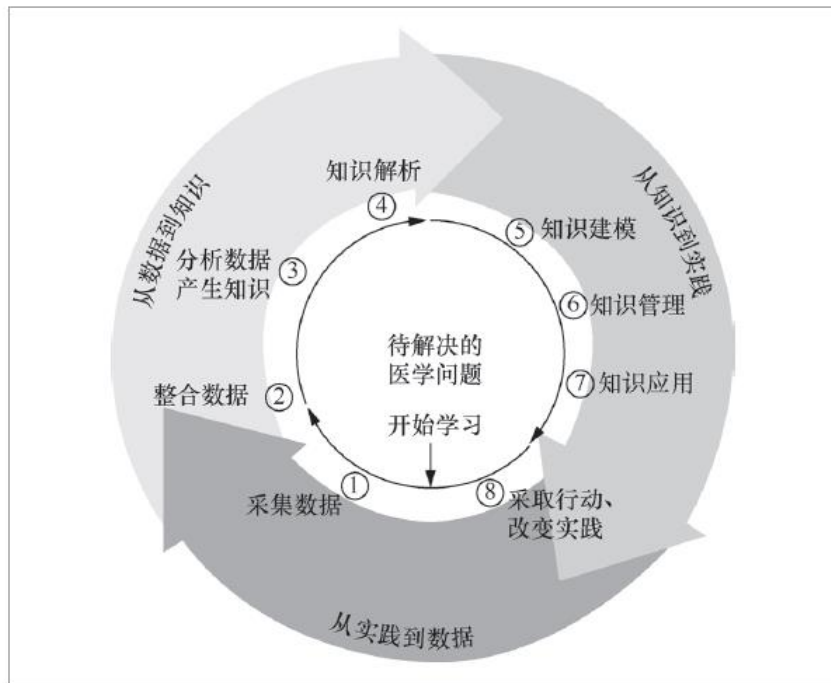 从数据到知识
从知识到实践
从实践到数据
待解决的
医学问题
开始学习
①
采集数据
②
整合数据
③
分析数据
产生知识
④
知识解析
⑤
知识建模
⑥
知识管理
⑦
知识应用
⑧
采取行动、
改变实践